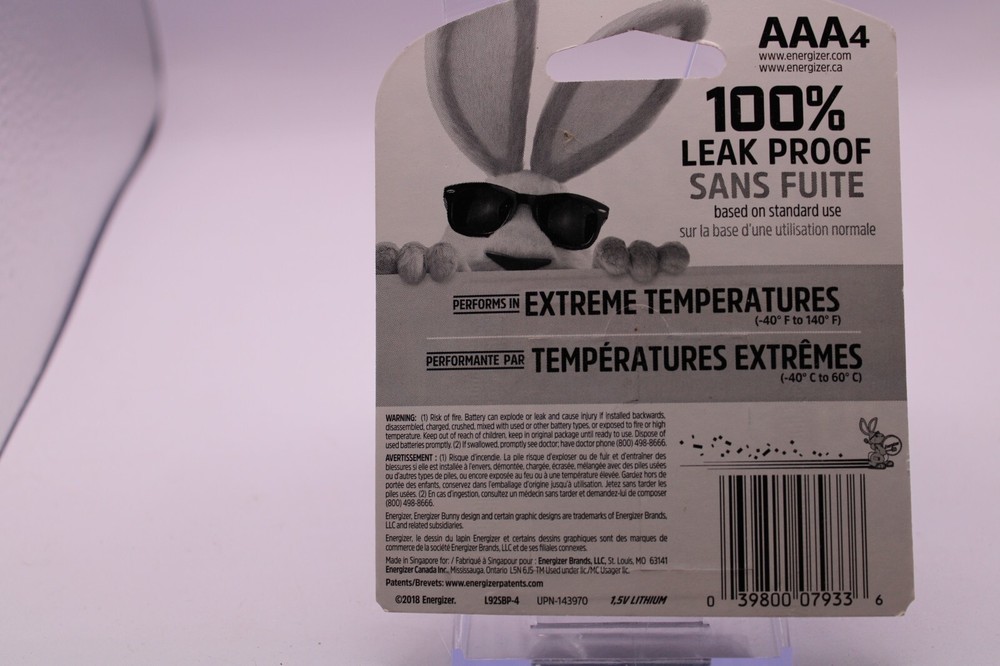 AAA4
www.energizer.com
www.energizer.ca
100%
LEAK PROOF
SANS FUITE
based on standard use
sur la base d'une utilisation normale
PERFORMS IN EXTREME TEMPERATURES
(-40° F to 140° F)
PERFORMANTE PAR TEMPÉRATURES EXTRÊMES
(-40° C to 60° C)
WARNING: (1) Risk of fire. Battery can explode or leak and cause injury if installed backwards,
disassembled, charged, crushed, mixed with used or other battery types, or exposed to fire or high
temperature. Keep out of reach of children, keep in original package until ready to use. Dispose of
used batteries promptly. (2) If swallowed, promptly see doctor; have doctor phone (800) 498-8666.
AVERTISSEMENT : (1) Risque d'incendie. La pile risque d'exploser ou de fuir et d'entraîner des
blessures si elle est installée à l'envers, démontée, chargée, écrasée, mélangée avec des piles usées
ou d'autres types de piles, ou encore exposée au feu ou à une température élevée. Gardez hors de
portée des enfants, conservez dans l'emballage d'origine jusqu'à utilisation. Jetez sans tarder les
piles usées. (2) En cas d'ingestion, consultez un médecin sans tarder et demandez-lui de composer
(800) 498-8666.
Energizer, Energizer Bunny design and certain graphic designs are trademarks of Energizer Brands,
LLC and related subsidiaries.
Energizer, le dessin du lapin Energizer et certains dessins graphiques sont des marques de
commerce de la société Energizer Brands, LLC et de ses filiales connexes.
Made in Singapore for: / Fabriqué à Singapour pour : Energizer Brands, LLC, St. Louis, MO 63141
Energizer Canada Inc., Mississauga, Ontario L5N 6J5 TM Used under lic./MC Usager lic.
Patents/Brevets: www.energizerpatents.com
©2018 Energizer. L92SBP-4 UPN-143970 1,5V LITHIUM
0 39800 07933 6